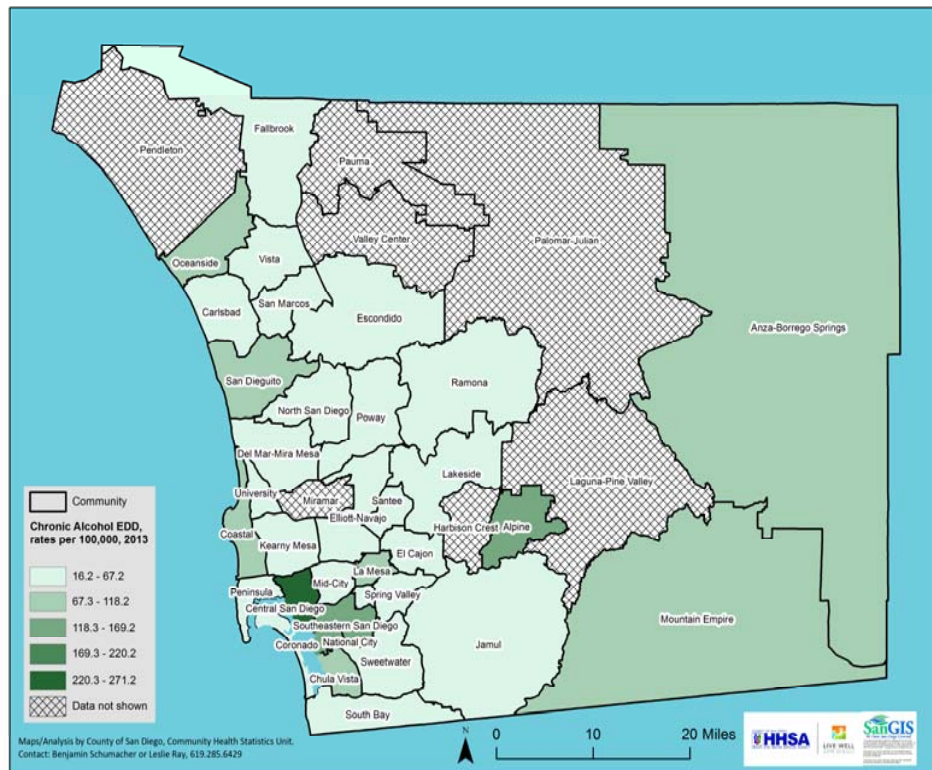 Fallbrook
Pendleton
Pauma
Valley Center
Palomar-Julian
Oceanside
Vista
San Marcos
Carlsbad
Escondido
Anza-Borrego Springs
San Dieguito
Ramona
North San Diego
Poway
Del Mar-Mira Mesa
Lakeside
Laguna-Pine Valley
University
Miramar
Santee
Elliott-Navajo
Harbison Crest
Alpine
Coastal
Kearny Mesa
El Cajon
La Mesa
Mid-City
Peninsula
Spring Valley
Central San Diego
Southeastern San Diego
Mountain Empire
National City
Coronado
Jamul
Sweetwater
Chula Vista
South Bay
Community
Chronic Alcohol EDD,
rates per 100,000, 2013
16.2 - 67.2
67.3 - 118.2
118.3 - 169.2
169.3 - 220.2
220.3 - 271.2
Data not shown
Maps/Analysis by County of San Diego, Community Health Statistics Unit.
Contact: Benjamin Schumacher or Leslie Ray, 619.285.6429
N
0 10 20 Miles
HHSA
LIVE WELL
SAN DIEGO
SanGIS